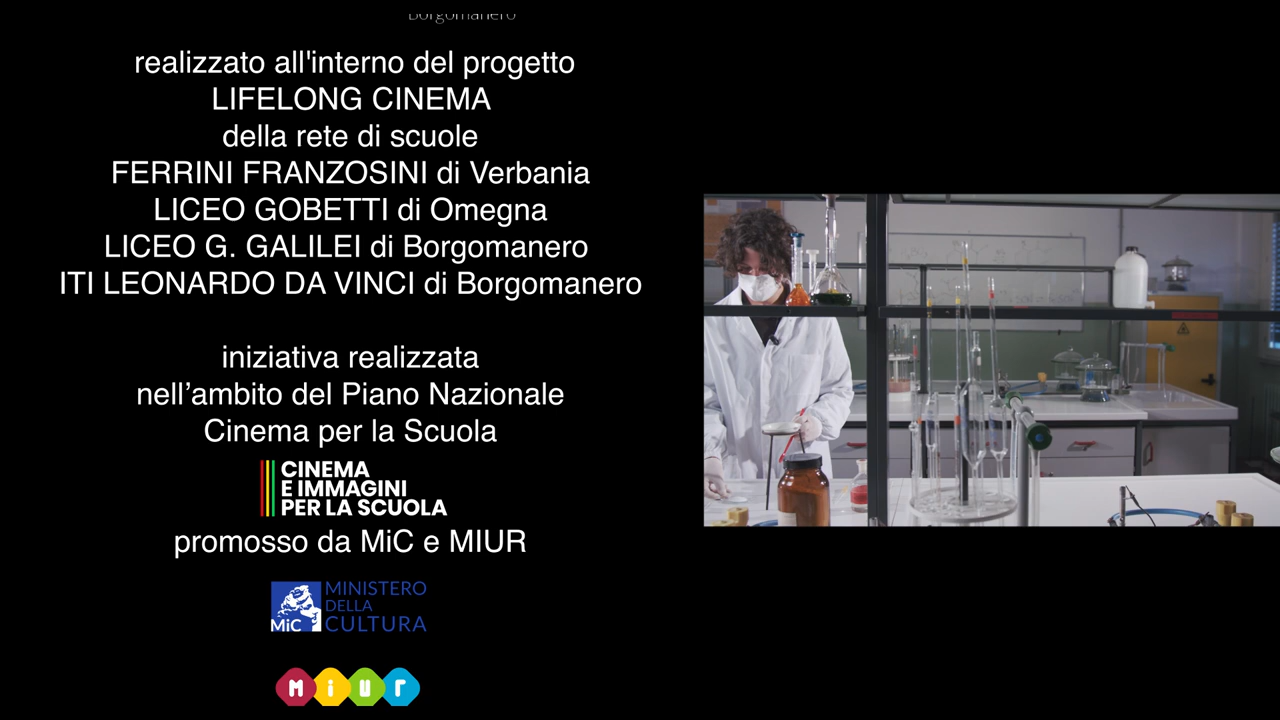 Borgomanero
realizzato all'interno del progetto
LIFELONG CINEMA
della rete di scuole
FERRINI FRANZOSINI di Verbania
LICEO GOBETTI di Omegna
LICEO G. GALILEI di Borgomanero
ITI LEONARDO DA VINCI di Borgomanero
iniziativa realizzata
nell’ambito del Piano Nazionale
Cinema per la Scuola
CINEMA
E IMMAGINI
PER LA SCUOLA
promosso da MiC e MIUR
MiC
MINISTERO
DELLA
CULTURA
MIUR